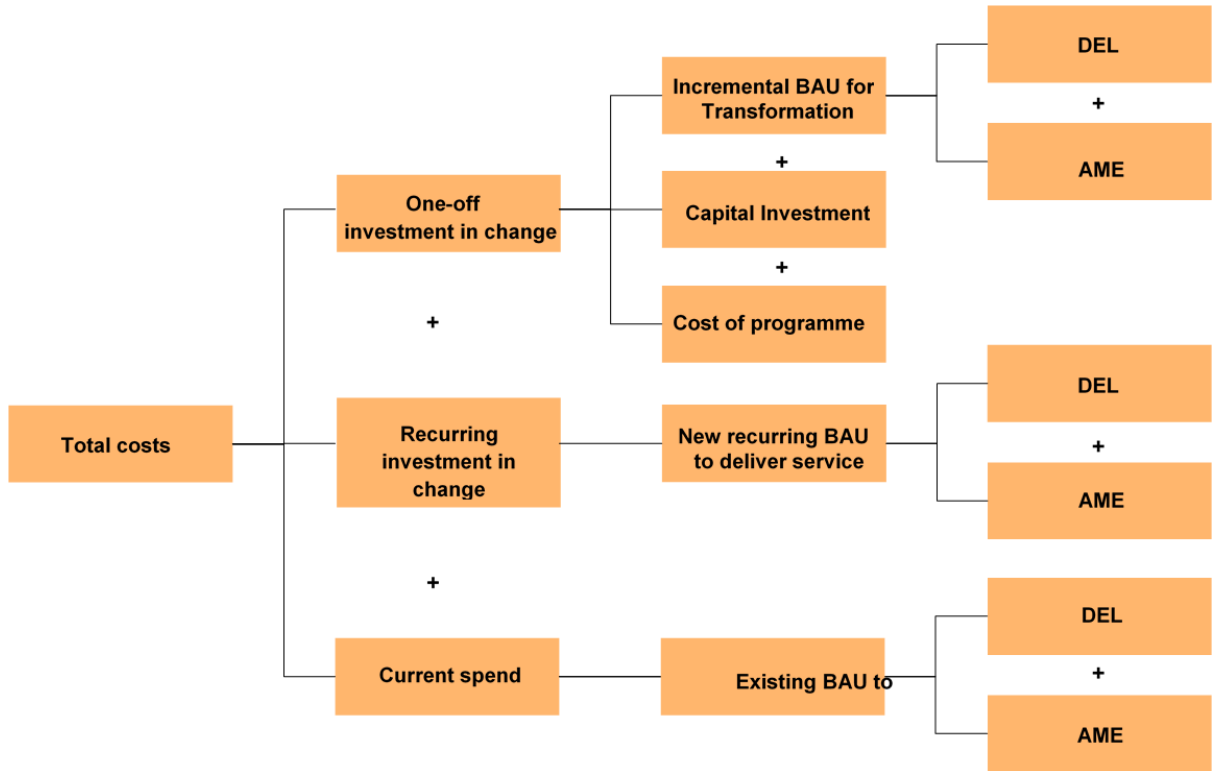 DEL
+
AME
Incremental BAU for
Transformation
+
Capital Investment
+
Cost of programme
One-off
investment in change
+
Total costs
Recurring
investment in
change
New recurring BAU
to deliver service
DEL
+
AME
+
Current spend
Existing BAU to
DEL
+
AME